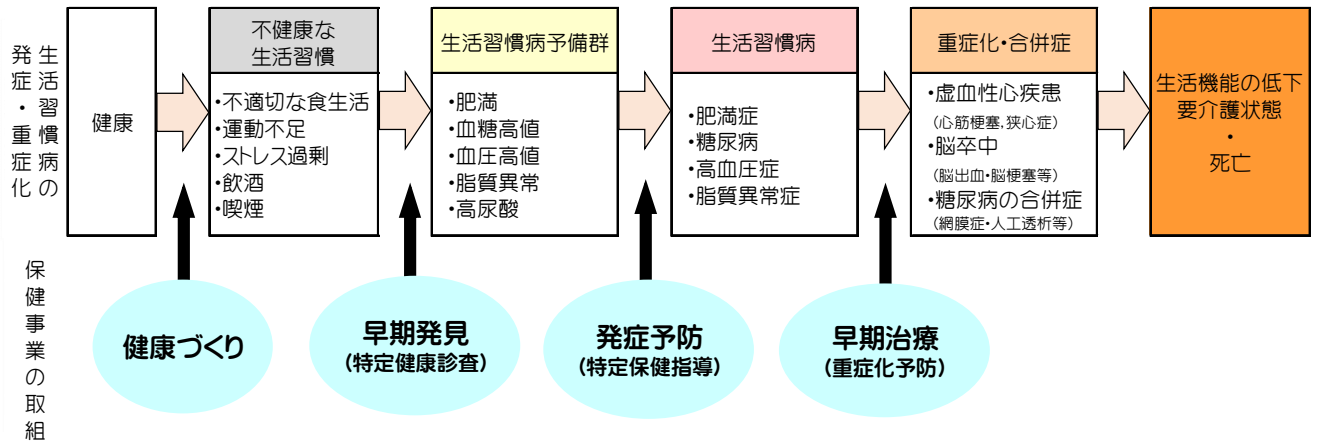 生活習慣病の
発症・重症化
健康
不健康な
生活習慣
・不適切な食生活
・運動不足
・ストレス過剰
・飲酒
・喫煙
生活習慣病予備群
・肥満
・血糖高値
・血圧高値
・脂質異常
・高尿酸
生活習慣病
・肥満症
・糖尿病
・高血圧症
・脂質異常症
重症化・合併症
・虚血性心疾患
(心筋梗塞,狭心症)
・脳卒中
(脳出血・脳梗塞等)
・糖尿病の合併症
(網膜症・人工透析等)
生活機能の低下
要介護状態
・
死亡
保健事業の取組
健康づくり
早期発見
(特定健康診査)
発症予防
(特定保健指導)
早期治療
(重症化予防)